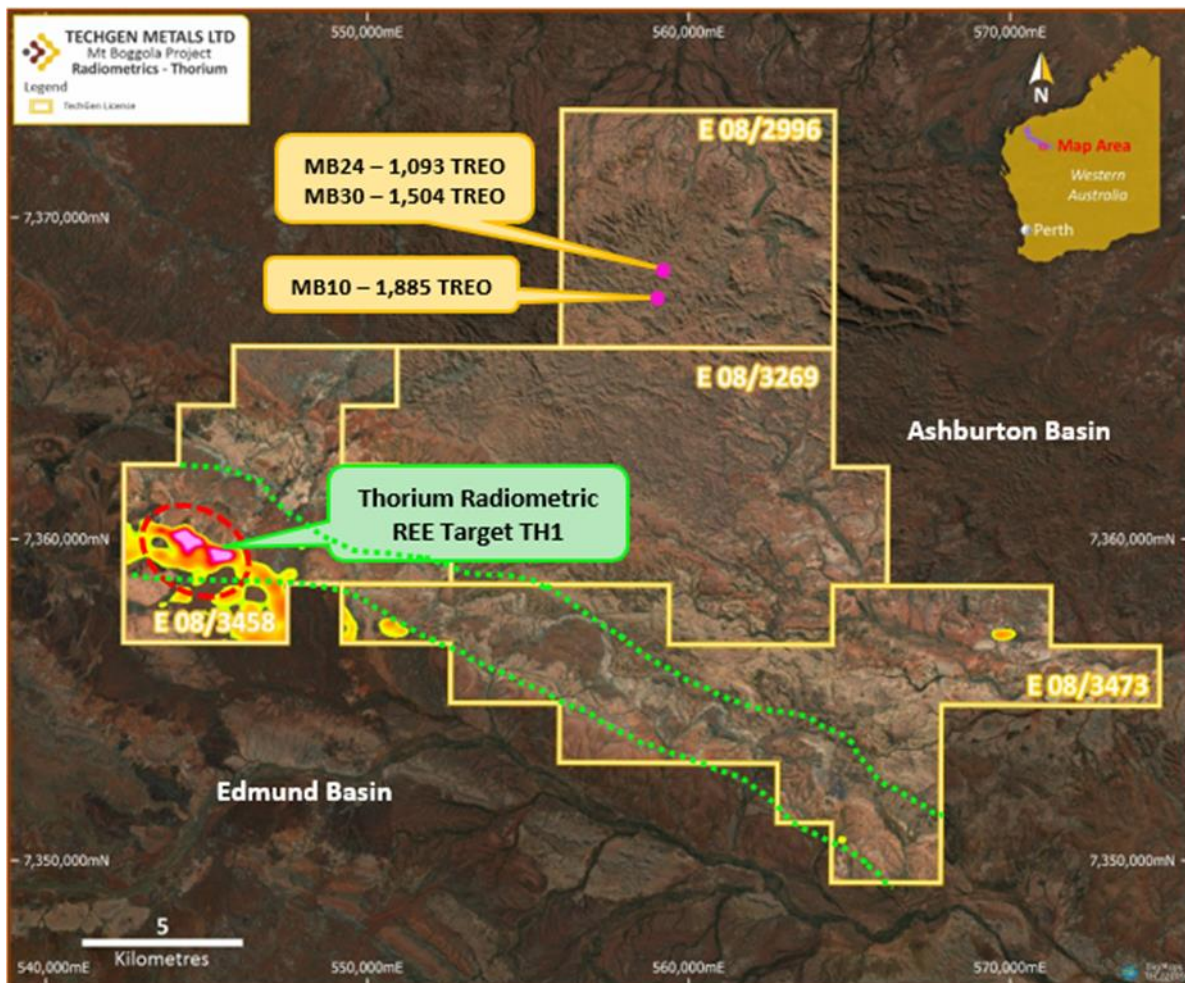 TECHGEN METALS LTD
Mt Boggola Project
Radiometrics - Thorium
Legend
TechGen License
550,000mE
560,000mE
570,000mE
N
Map Area
Western
Australia
Perth
E 08/2996
MB24 – 1,093 TREO
MB30 – 1,504 TREO
7,370,000mN
MB10 – 1,885 TREO
E 08/3269
Ashburton Basin
Thorium Radiometric
REE Target TH1
7,360,000mN
7,360,000mN
E 08/3458
E 08/3473
Edmund Basin
7,350,000mN
7,350,000mN
5
Kilometres
540,000mE
550,000mE
560,000mE
570,000mE